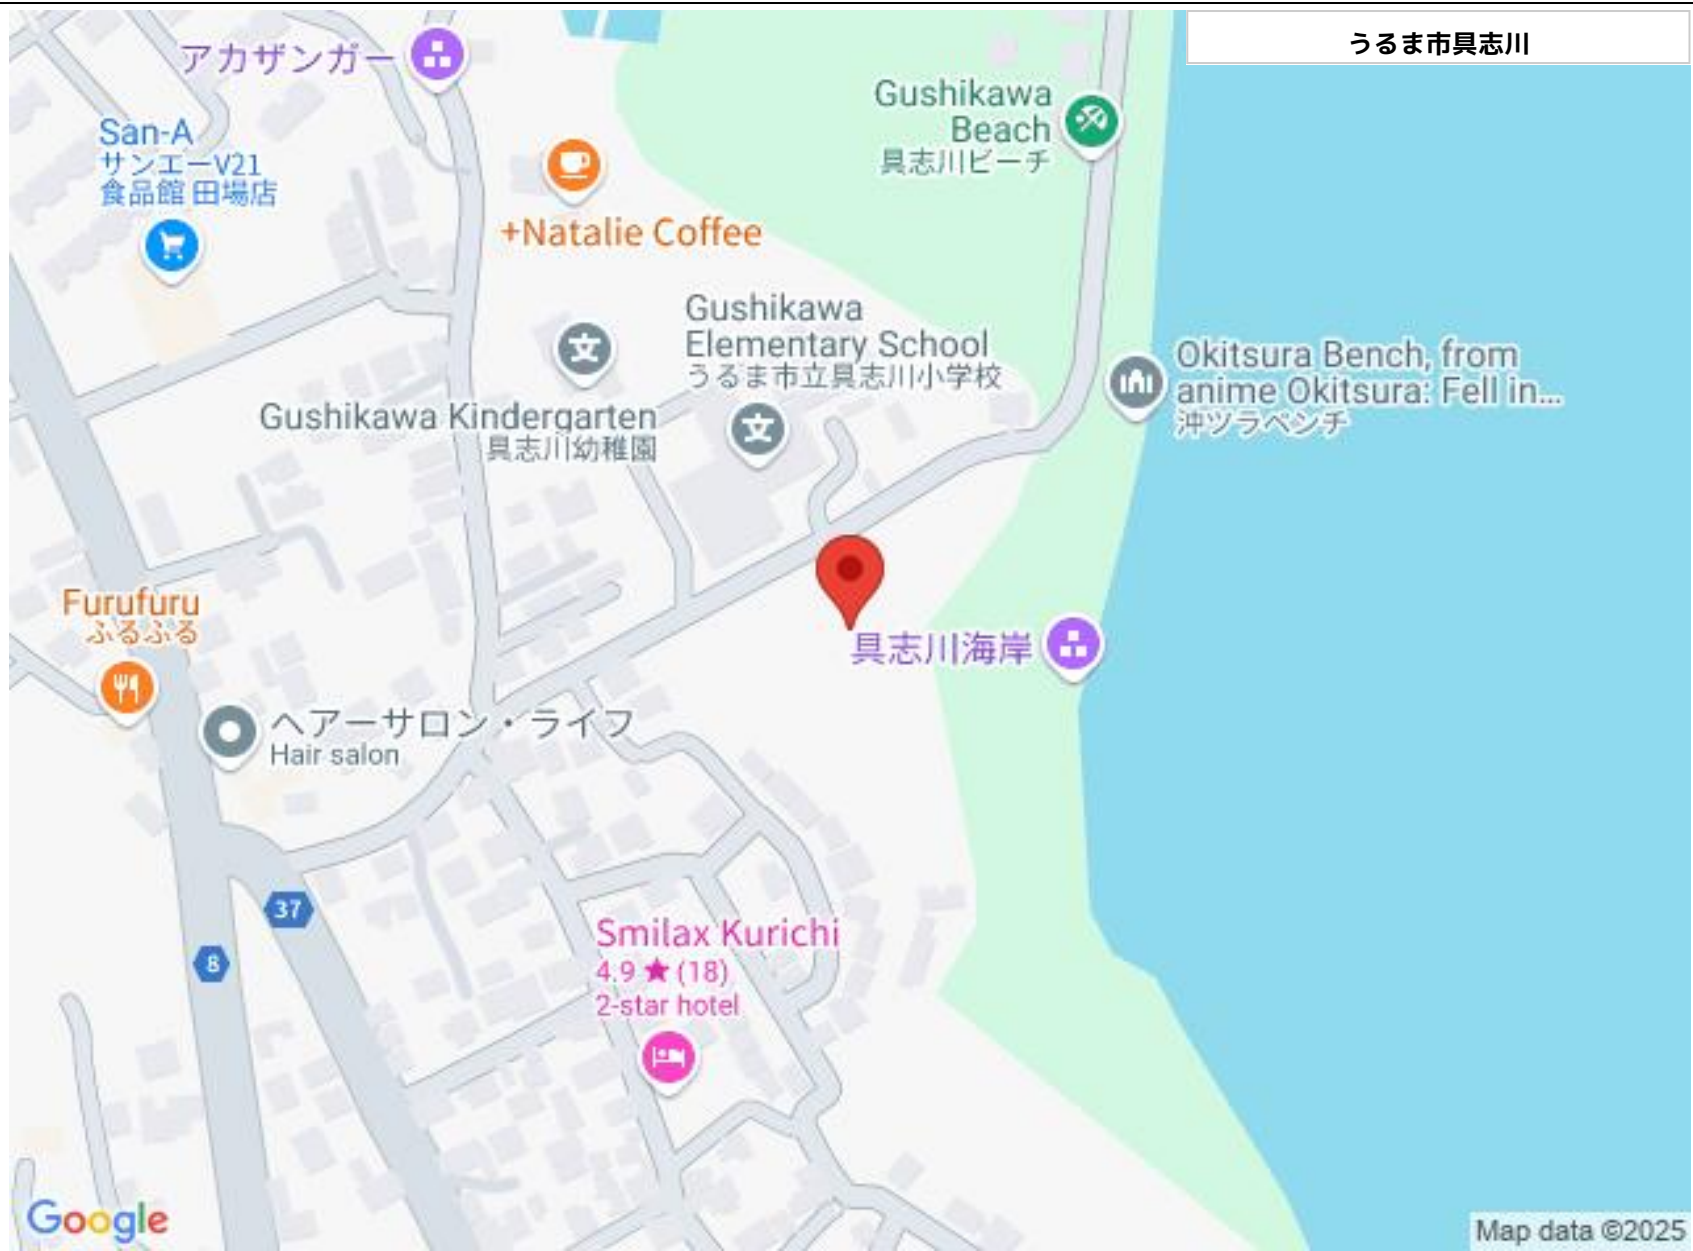 うるま市具志川
アカザンガー
Gushikawa
Beach
具志川ビーチ
San-A
サンエーV21
食品館 田場店
+Natalie Coffee
Gushikawa
Elementary School
うるま市立具志川小学校
Okitsura Bench, from
anime Okitsura: Fell in...
沖ツラベンチ
Gushikawa Kindergarten
具志川幼稚園
Furufuru
ふるふる
具志川海岸
ヘアーサロン・ライフ
Hair salon
37
8
Smilax Kurichi
4.9 ★ (18)
2-star hotel
Google
Map data ©2025